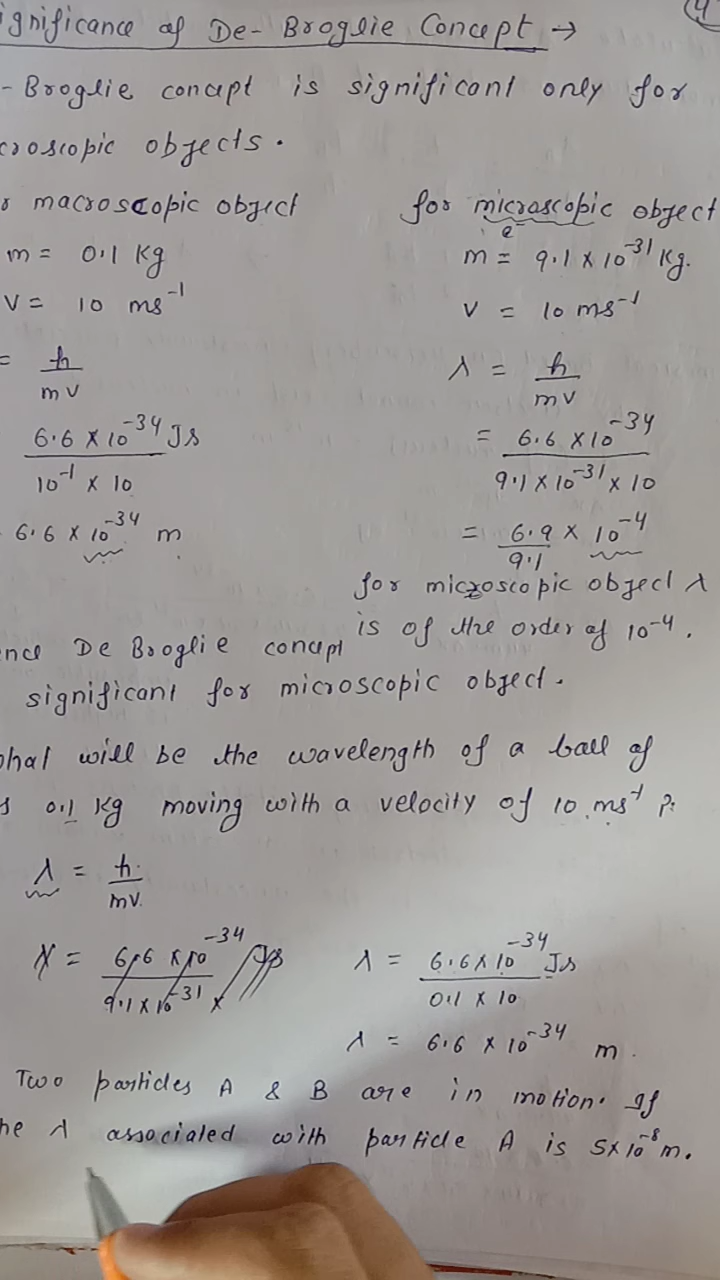 ignificance of De-Broglie Concept →
4
-Broglie concept is significant only for
croscopic objects.
macroscopic object
for microscopic object
e⁻
m = 0.1 kg
m = 9.1 × 10⁻³¹ kg.
v = 10 ms⁻¹
v = 10 ms⁻¹
= h/mv
λ = h/mv
6.6 × 10⁻³⁴ Js / 10⁻¹ × 10
= 6.6 × 10⁻³⁴ / 9.1 × 10⁻³¹ × 10
6.6 × 10⁻³⁴ m
= 6.9/9.1 × 10⁻⁴
for microscopic object λ
is of the order of 10⁻⁴.
nce De Broglie concept
significant for microscopic object.
hat will be the wavelength of a ball of
s 0.1 kg moving with a velocity of 10 ms⁻¹ ?
λ = h/mv.
λ = 6.6 × 10⁻³⁴ Js / 9.1 × 10⁻³¹ ×
λ = 6.6 × 10⁻³⁴ Js / 0.1 × 10
λ = 6.6 × 10⁻³⁴ m.
Two particles A & B are in motion. If
he λ associated with particle A is 5×10⁻⁸ m.